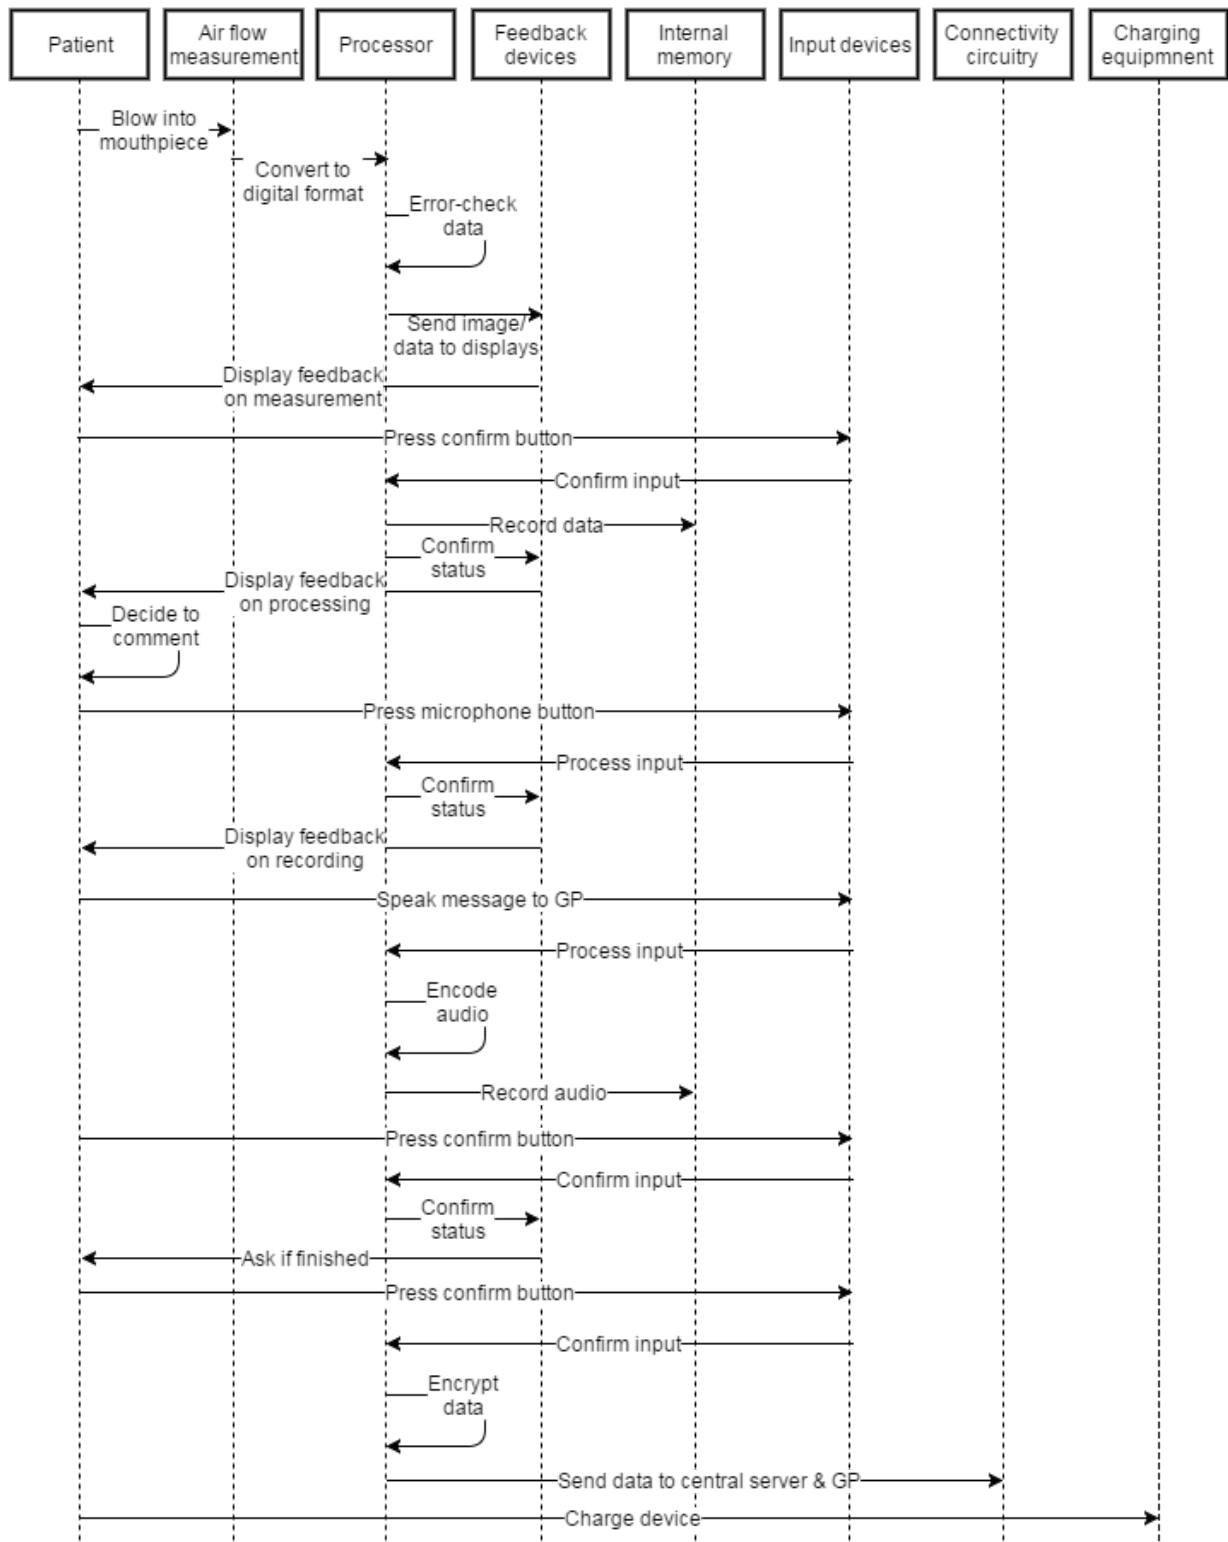 Patient
Air flow
measurement
Processor
Feedback
devices
Internal
memory
Input devices
Connectivity
circuitry
Charging
equipmnent
Blow into
mouthpiece
Convert to
digital format
Error-check
data
Send image/
data to displays
Display feedback
on measurement
Press confirm button
Confirm input
Record data
Confirm
status
Display feedback
on processing
Decide to
comment
Press microphone button
Process input
Confirm
status
Display feedback
on recording
Speak message to GP
Process input
Encode
audio
Record audio
Press confirm button
Confirm input
Confirm
status
Ask if finished
Press confirm button
Confirm input
Encrypt
data
Send data to central server & GP
Charge device